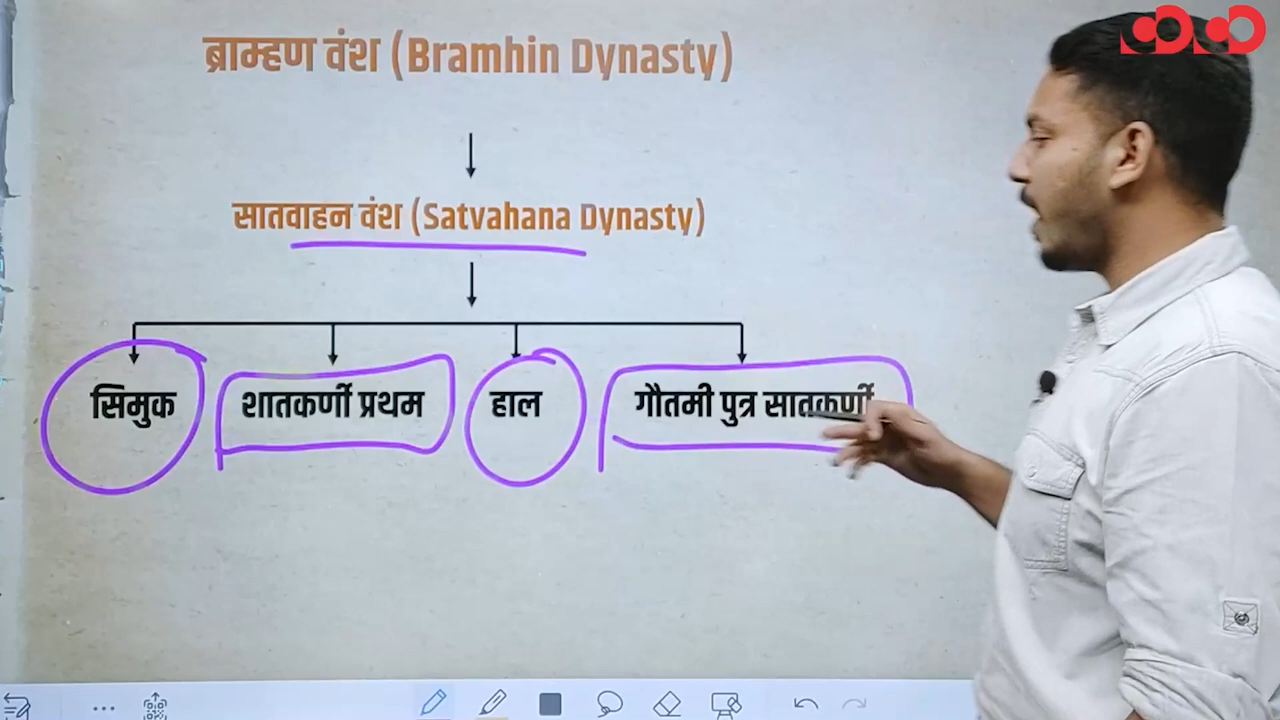 ब्राम्हण वंश (Bramhin Dynasty)
सातवाहन वंश (Satvahana Dynasty)
सिमुक शातकर्णी प्रथम हाल गौतमी पुत्र सातकर्णी